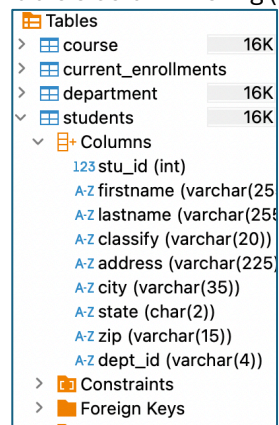 Tables
course 16K
current_enrollments
department 16K
students 16K
Columns
123 stu_id (int)
A-Z firstname (varchar(25
A-Z lastname (varchar(255
A-Z classify (varchar(20))
A-Z address (varchar(225)
A-Z city (varchar(35))
A-Z state (char(2))
A-Z zip (varchar(15))
A-Z dept_id (varchar(4))
Constraints
Foreign Keys